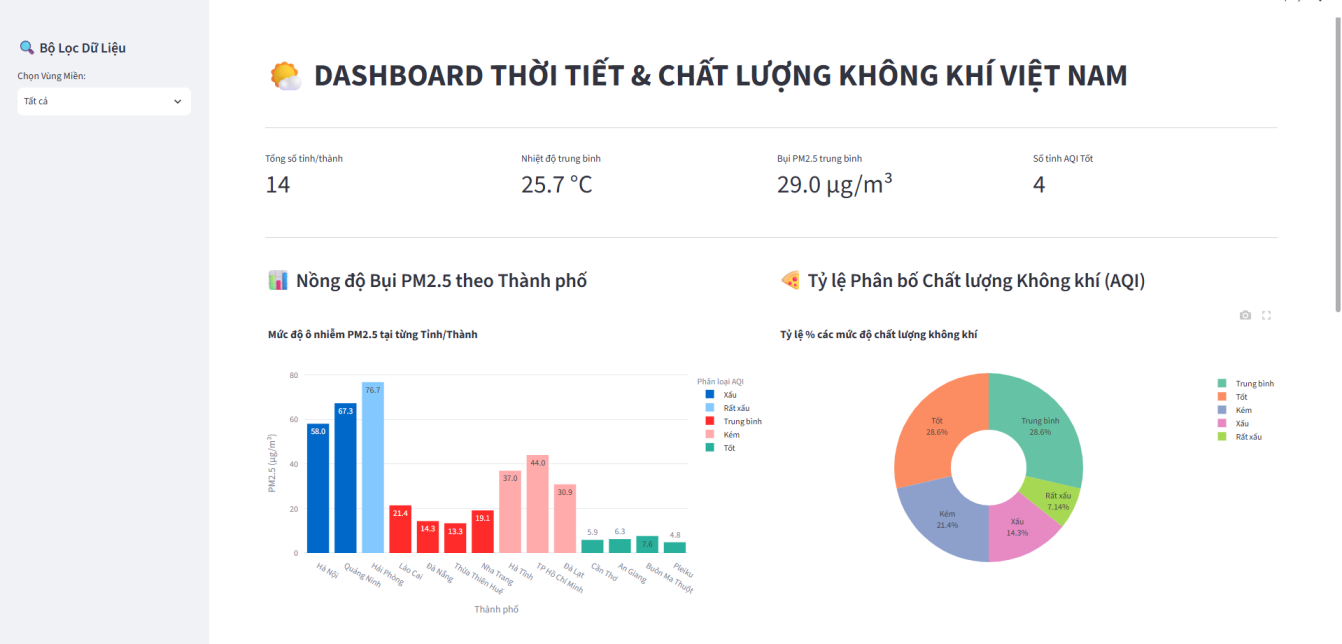 Bộ Lọc Dữ Liệu
Chọn Vùng Miền:
Tất cả
DASHBOARD THỜI TIẾT & CHẤT LƯỢNG KHÔNG KHÍ VIỆT NAM
Tổng số tỉnh/thành
14
Nhiệt độ trung bình
25.7 °C
Bụi PM2.5 trung bình
29.0 µg/m³
Số tỉnh AQI Tốt
4
Nồng độ Bụi PM2.5 theo Thành phố
Mức độ ô nhiễm PM2.5 tại từng Tỉnh/Thành
PM2.5 (µg/m³)
80
60
40
20
0
58.0
67.3
76.7
21.4
14.3
13.3
19.1
37.0
44.0
30.9
5.9
6.3
7.6
4.8
Hà Nội
Quảng Ninh
Hải Phòng
Lào Cai
Đà Nẵng
Thừa Thiên Huế
Nha Trang
Hà Tĩnh
TP Hồ Chí Minh
Đà Lạt
Cần Thơ
An Giang
Buôn Ma Thuột
Pleiku
Thành phố
Phân loại AQI
Xấu
Rất xấu
Trung bình
Kém
Tốt
Tỷ lệ Phân bố Chất lượng Không khí (AQI)
Tỷ lệ % các mức độ chất lượng không khí
Tốt
28.6%
Trung bình
28.6%
Rất xấu
7.14%
Xấu
14.3%
Kém
21.4%
Trung bình
Tốt
Kém
Xấu
Rất xấu